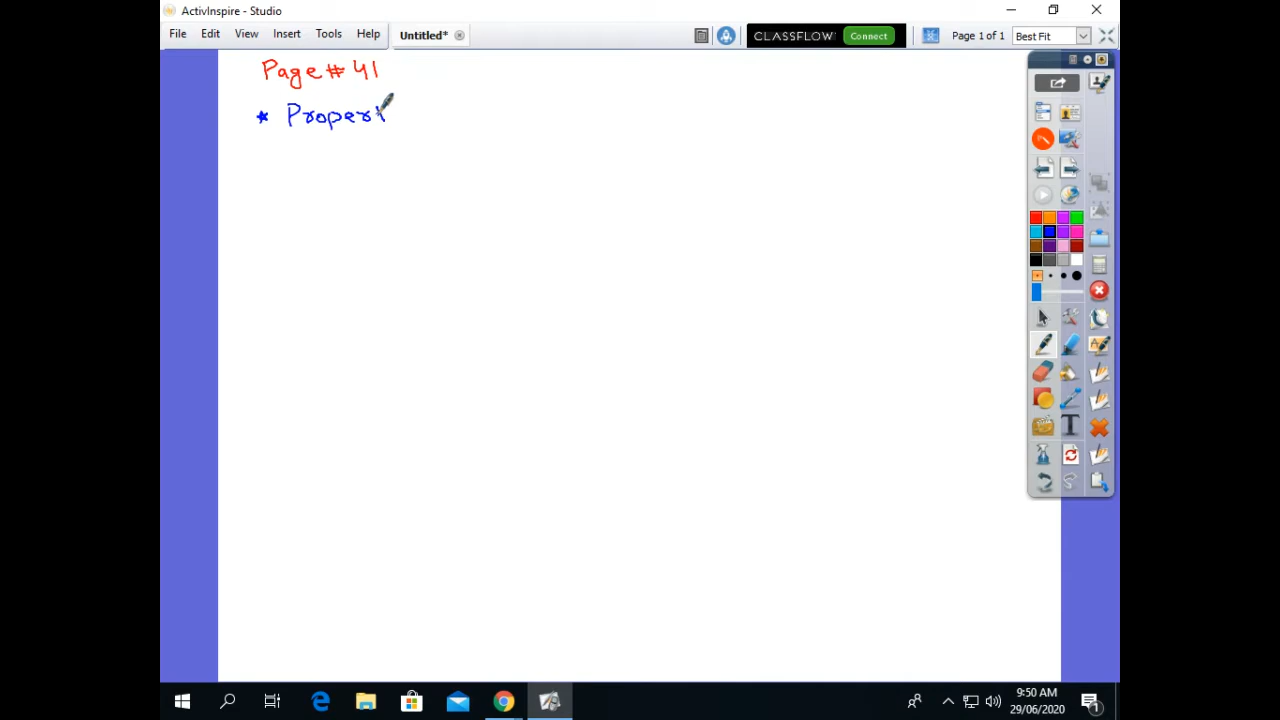 ActivInspire - Studio
File Edit View Insert Tools Help Untitled* CLASSFLOW Connect Page 1 of 1 Best Fit
Page # 41
* Propert
T
9:50 AM
29/06/2020
1